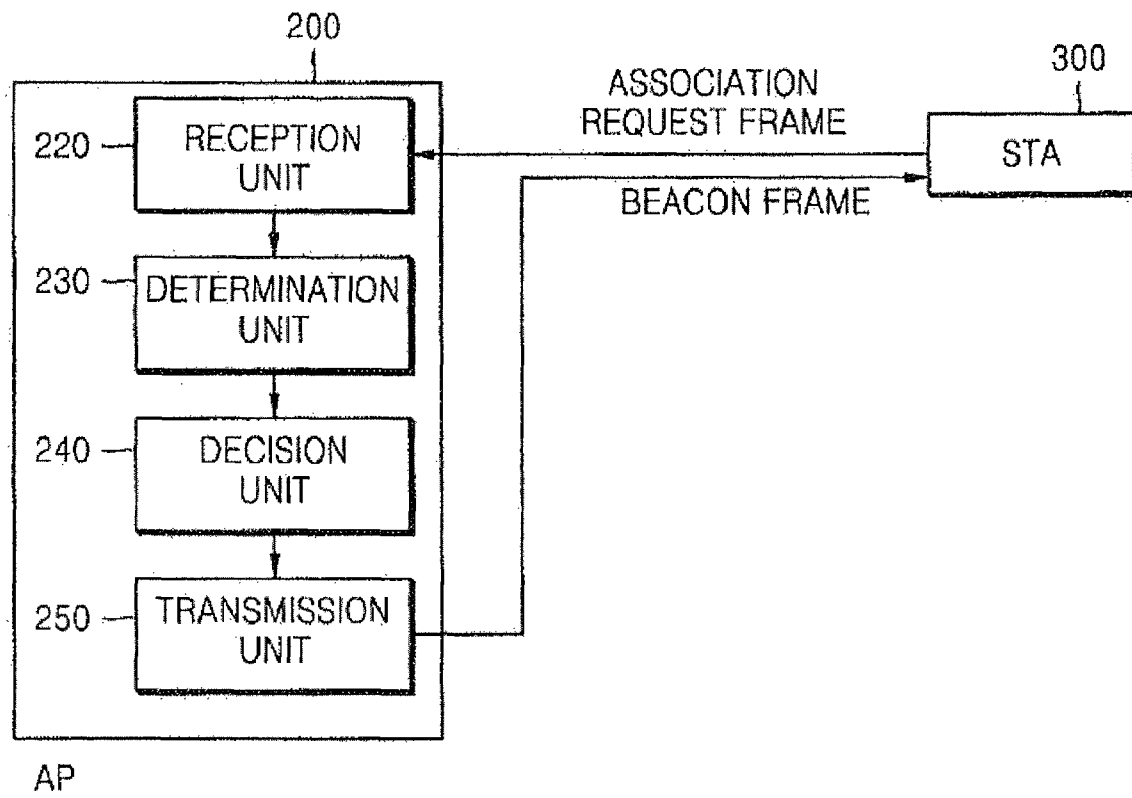 200
300
ASSOCIATION
REQUEST FRAME
220
RECEPTION
UNIT
STA
BEACON FRAME
230
DETERMINATION
UNIT
240
DECISION
UNIT
250
TRANSMISSION
UNIT
AP